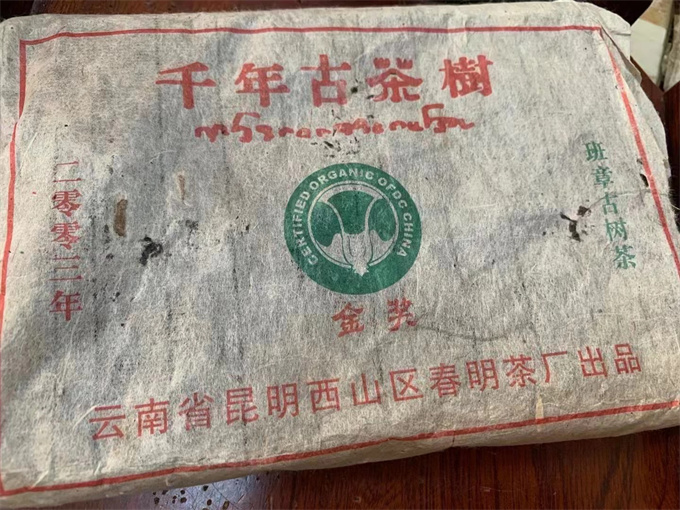 千年古茶樹
二零零三年
CERTIFIED ORGANIC OFDC CHINA
班章古树茶
金奖
云南省昆明西山区春明茶厂出品